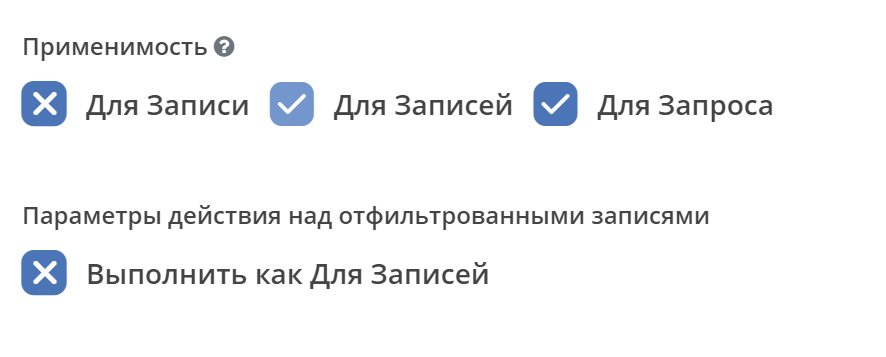 Применимость
Для Записи Для Записей Для Запроса
Параметры действия над отфильтрованными записями
Выполнить как Для Записей